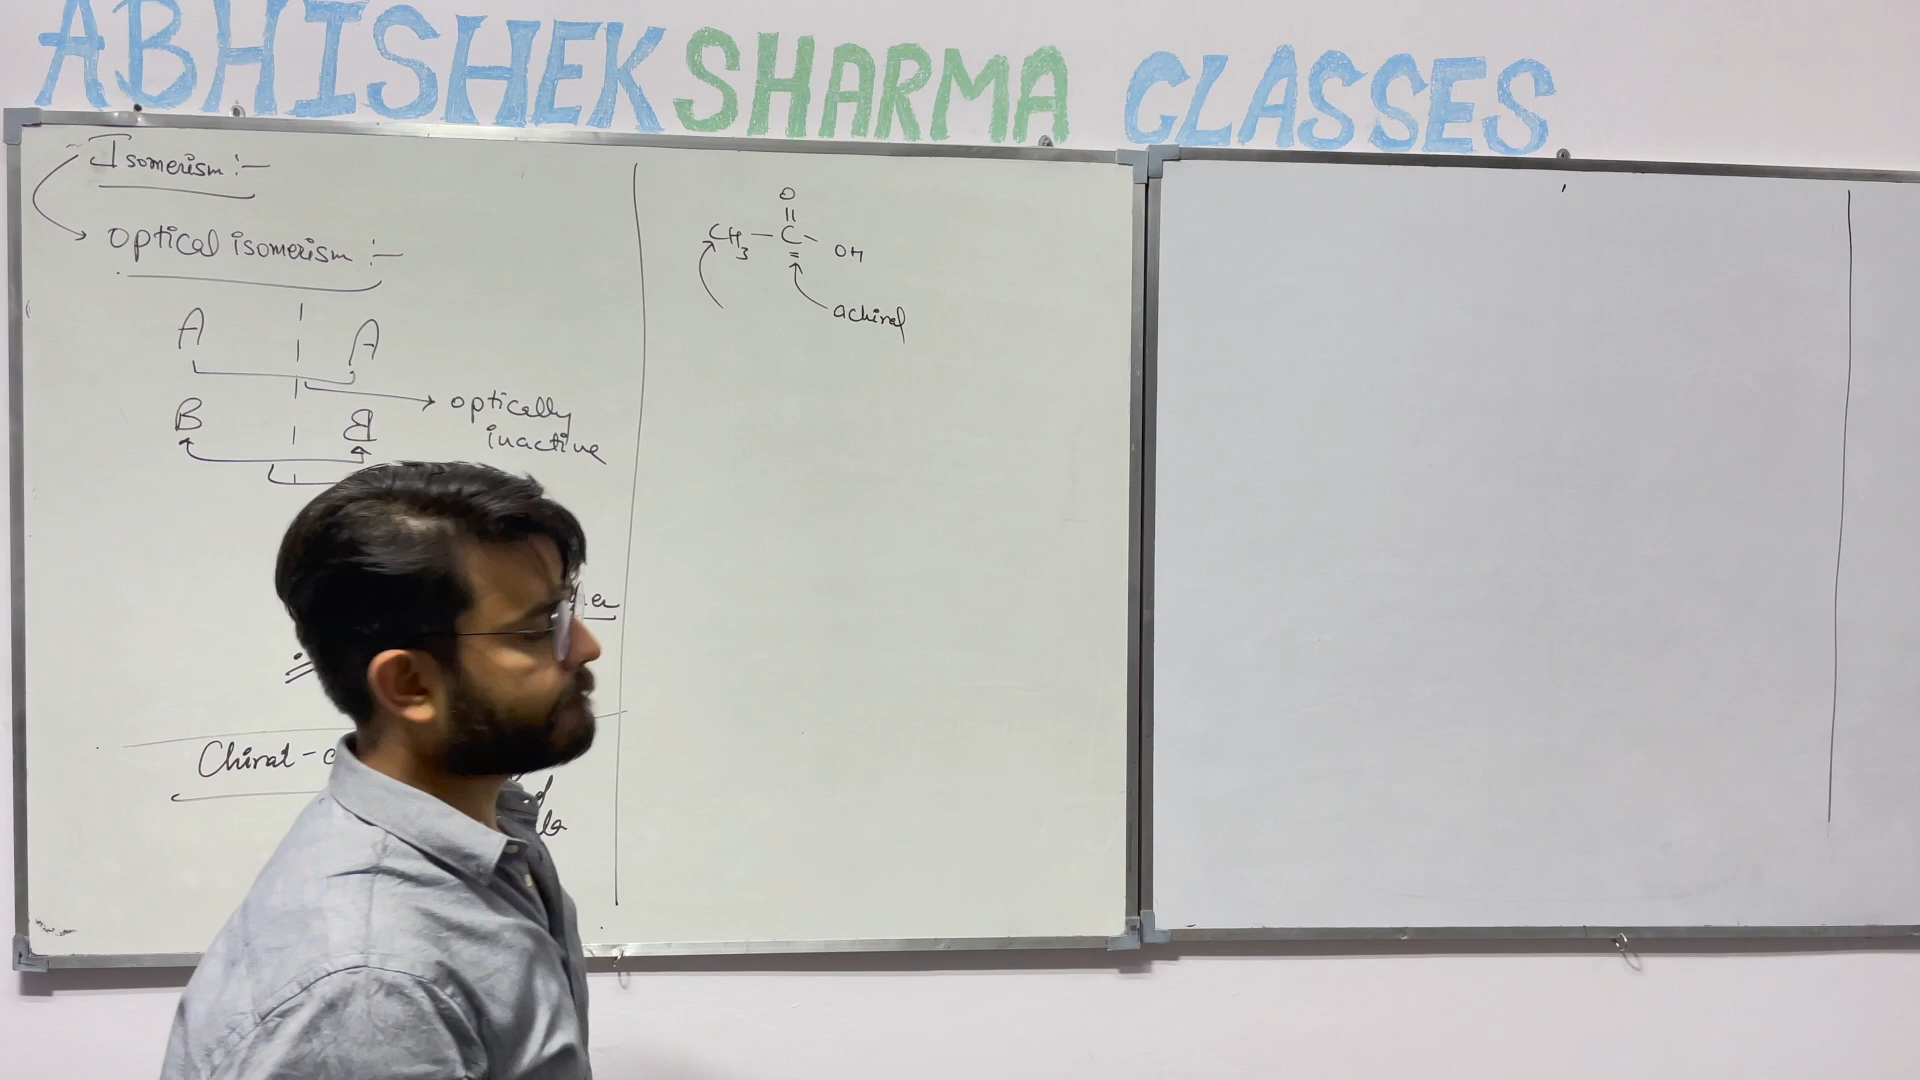 ABHISHEK SHARMA CLASSES
Isomerism :-
optical isomerism :-
A A
B B
optically
inactive
Chiral -
O
CH3 - C - OH
achiral